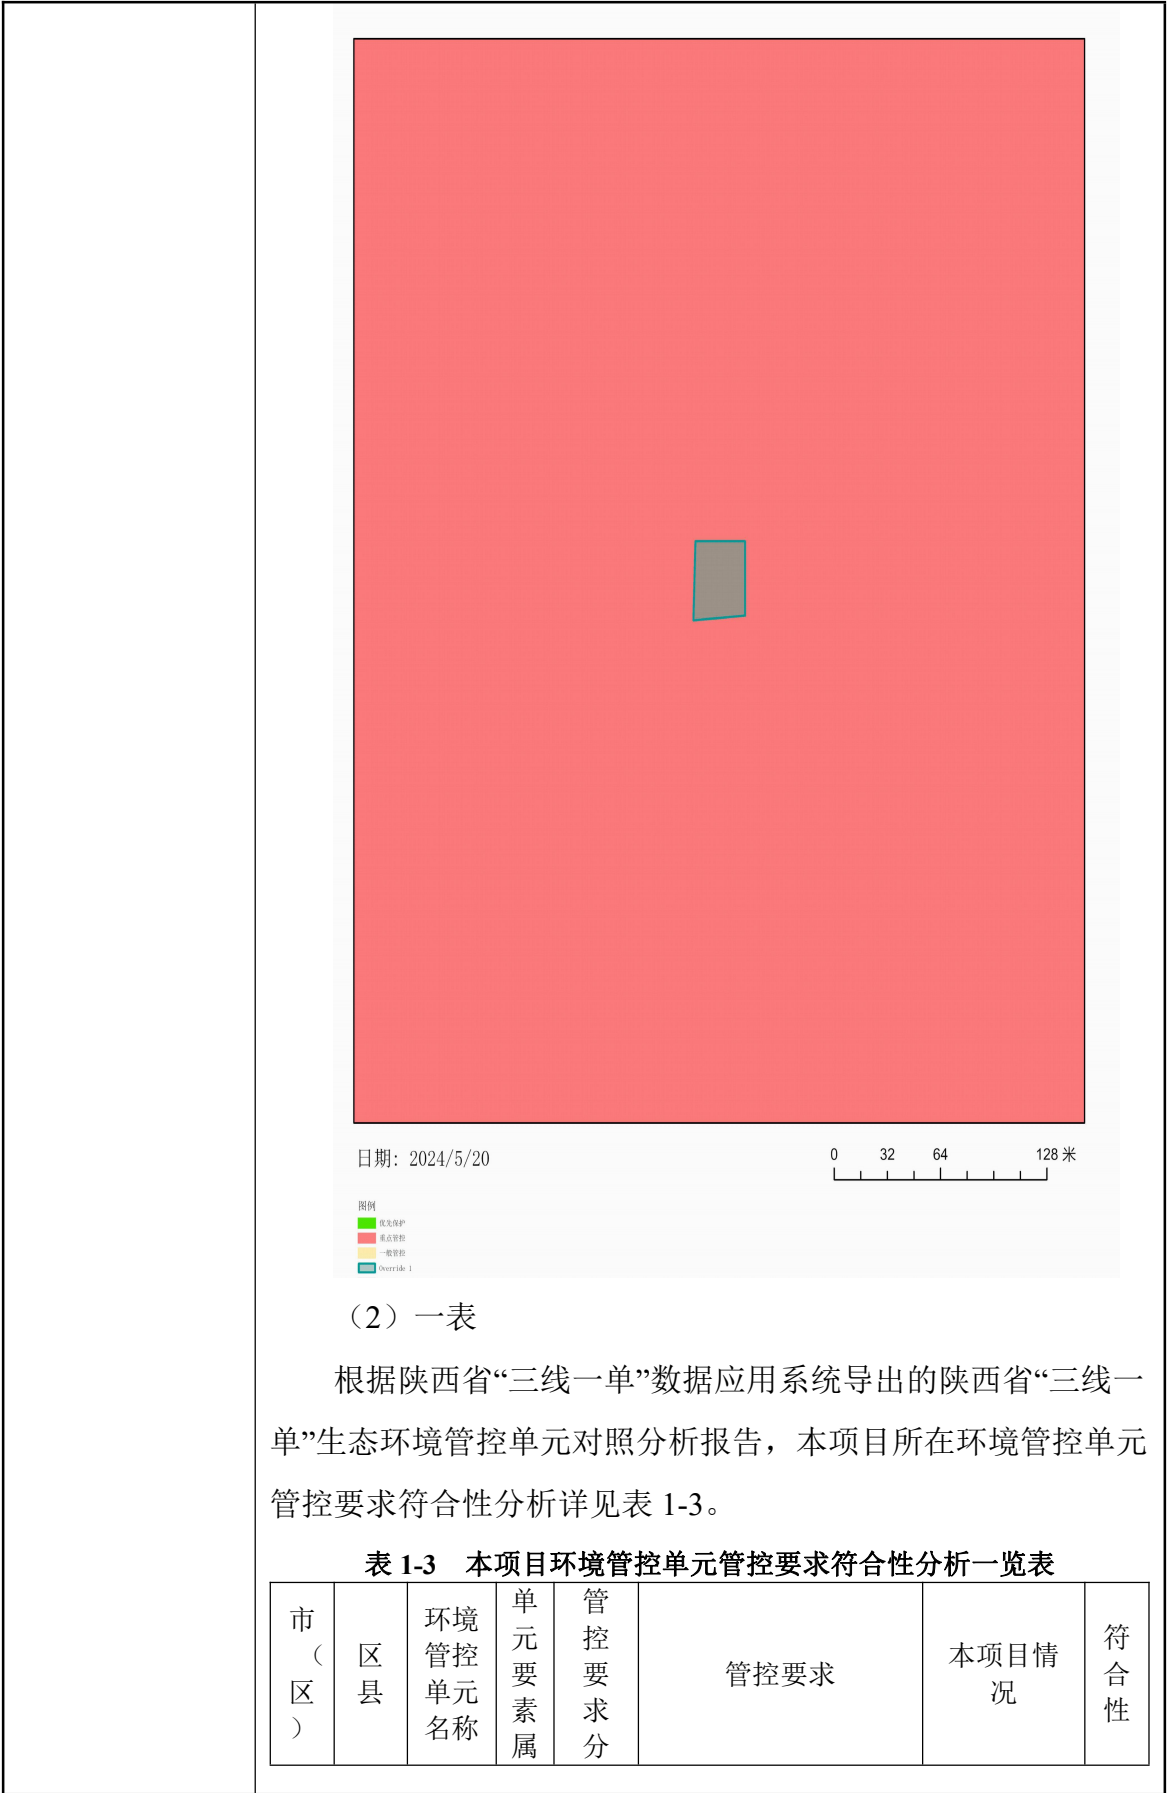 日期: 2024/5/20
0 32 64 128 米
图例
优先保护
重点管控
一般管控
Override 1
（2）一表
根据陕西省“三线一单”数据应用系统导出的陕西省“三线一
单”生态环境管控单元对照分析报告，本项目所在环境管控单元
管控要求符合性分析详见表 1-3。
表 1-3 本项目环境管控单元管控要求符合性分析一览表
市
（
区
）
区
县
环境
管控
单元
名称
单
元
要
素
属
管
控
要
求
分
管控要求
本项目情
况
符
合
性